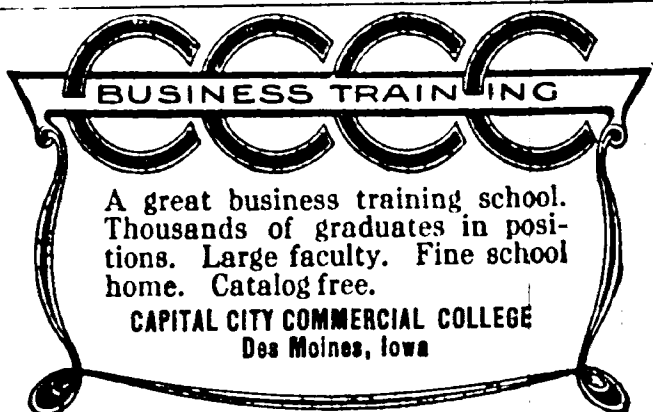 CCCC
BUSINESS TRAINING
A great business training school.
Thousands of graduates in posi-
tions. Large faculty. Fine school
home. Catalog free.
CAPITAL CITY COMMERCIAL COLLEGE
Des Moines, Iowa